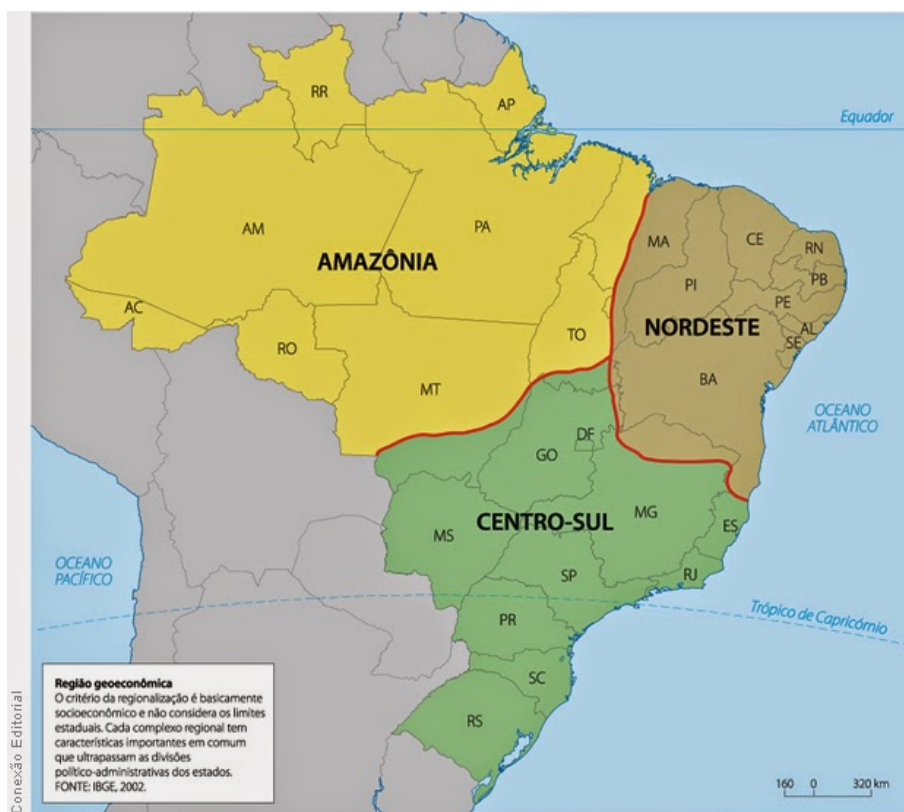 RR
AP
Equador
AM
PA
AMAZÔNIA
MA
CE
RN
PB
PI
PE
AL
SE
NORDESTE
AC
RO
TO
MT
BA
OCEANO
ATLÂNTICO
DF
GO
CENTRO-SUL
MG
MS
ES
OCEANO
PACÍFICO
SP
RJ
Trópico de Capricórnio
PR
SC
RS
Região geoeconômica
O critério da regionalização é basicamente
socioeconômico e não considera os limites
estaduais. Cada complexo regional tem
características importantes em comum
que ultrapassam as divisões
político-administrativas dos estados.
FONTE: IBGE, 2002.
160 0 320 km
Conexão Editorial